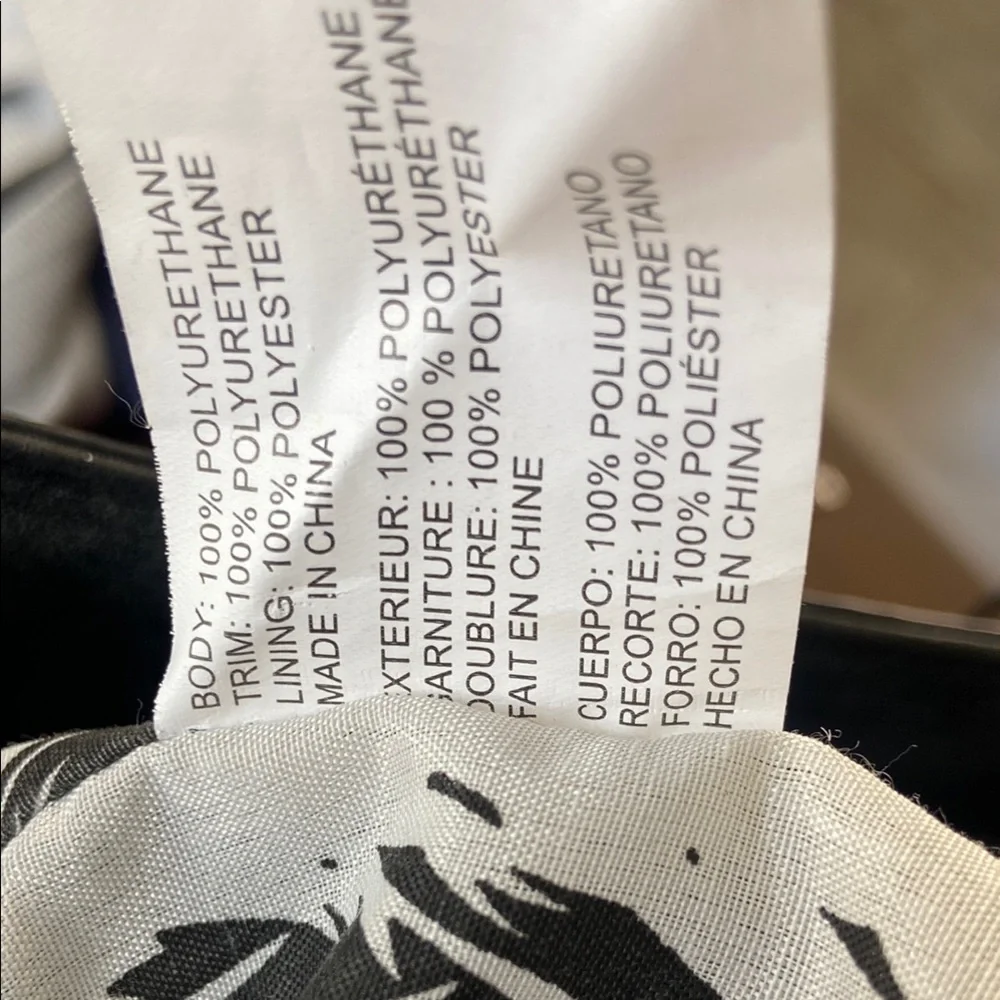 BODY: 100% POLYURETHANE
TRIM: 100% POLYURETHANE
LINING: 100% POLYESTER
MADE IN CHINA
EXTERIEUR: 100% POLYURÉTHANE
GARNITURE : 100 % POLYURÉTHANE
DOUBLURE: 100% POLYESTER
FAIT EN CHINE
CUERPO: 100% POLIURETANO
RECORTE: 100% POLIURETANO
FORRO: 100% POLIÉSTER
HECHO EN CHINA